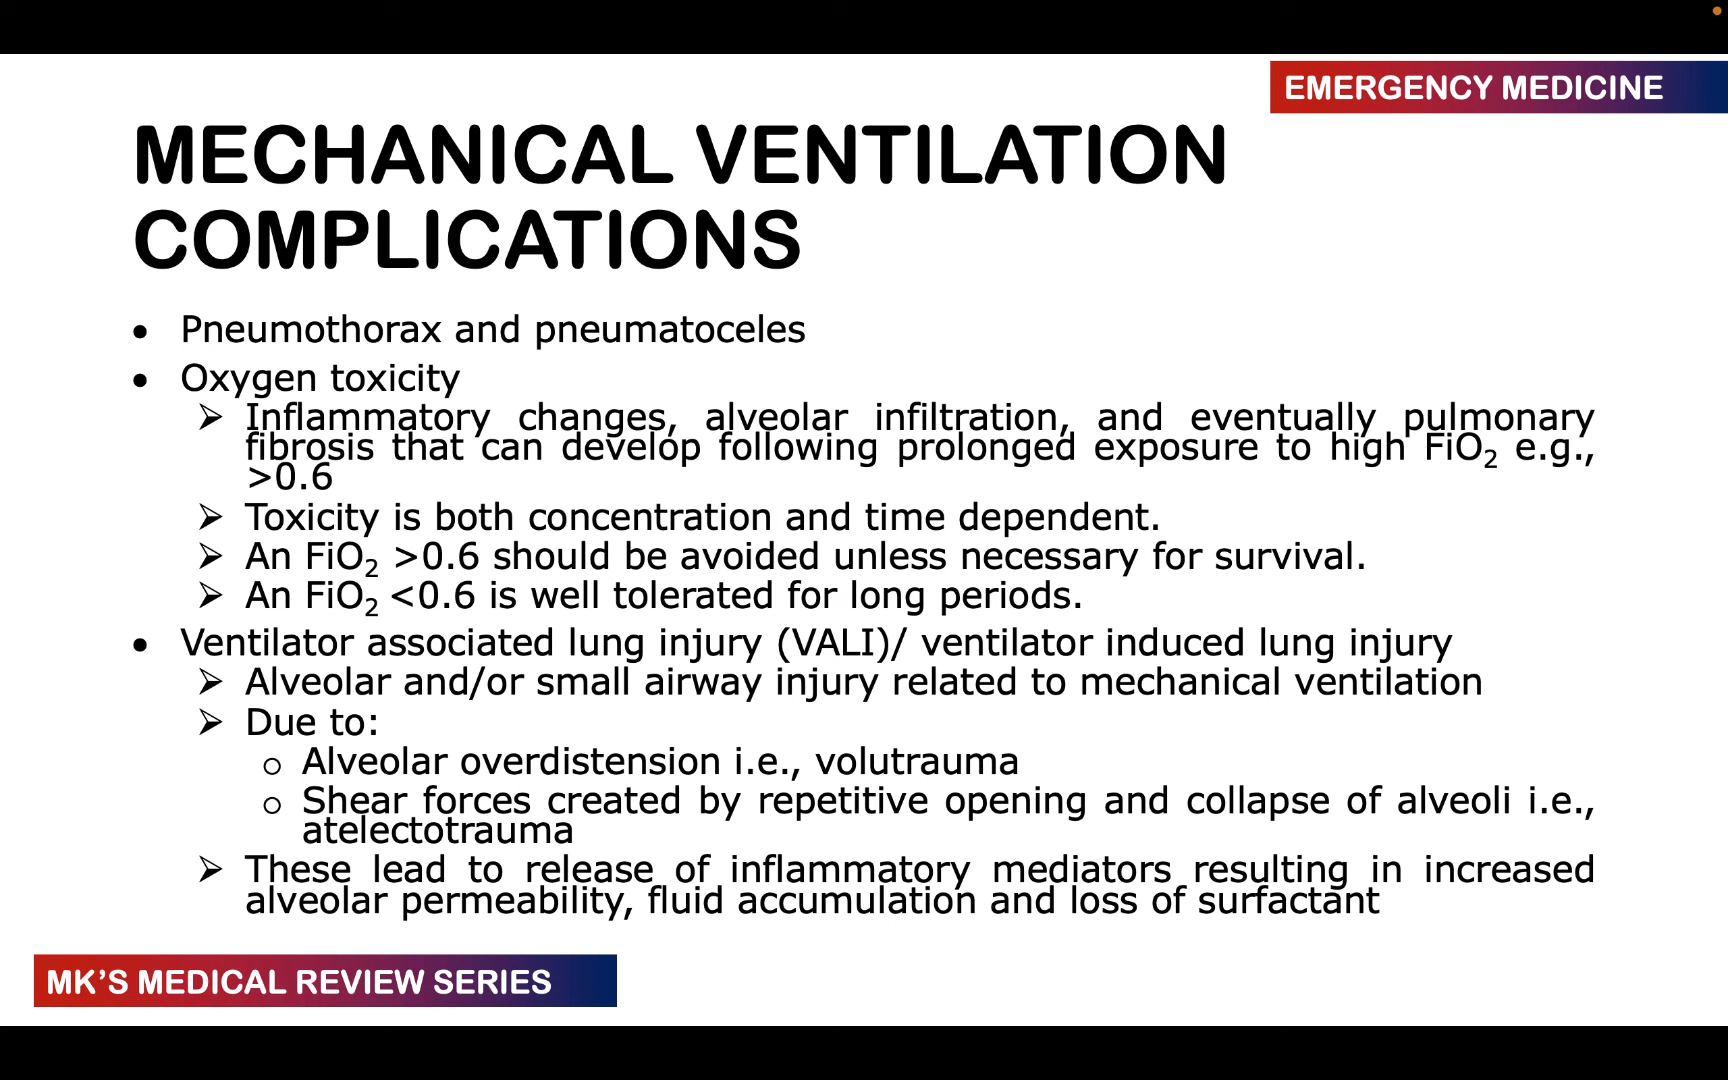 EMERGENCY MEDICINE
MECHANICAL VENTILATION
COMPLICATIONS
• Pneumothorax and pneumatoceles
• Oxygen toxicity
➢ Inflammatory changes, alveolar infiltration, and eventually pulmonary
fibrosis that can develop following prolonged exposure to high FiO₂ e.g.,
>0.6
➢ Toxicity is both concentration and time dependent.
➢ An FiO₂ >0.6 should be avoided unless necessary for survival.
➢ An FiO₂ <0.6 is well tolerated for long periods.
• Ventilator associated lung injury (VALI)/ ventilator induced lung injury
➢ Alveolar and/or small airway injury related to mechanical ventilation
➢ Due to:
o Alveolar overdistension i.e., volutrauma
o Shear forces created by repetitive opening and collapse of alveoli i.e.,
atelectotrauma
➢ These lead to release of inflammatory mediators resulting in increased
alveolar permeability, fluid accumulation and loss of surfactant
MK’S MEDICAL REVIEW SERIES